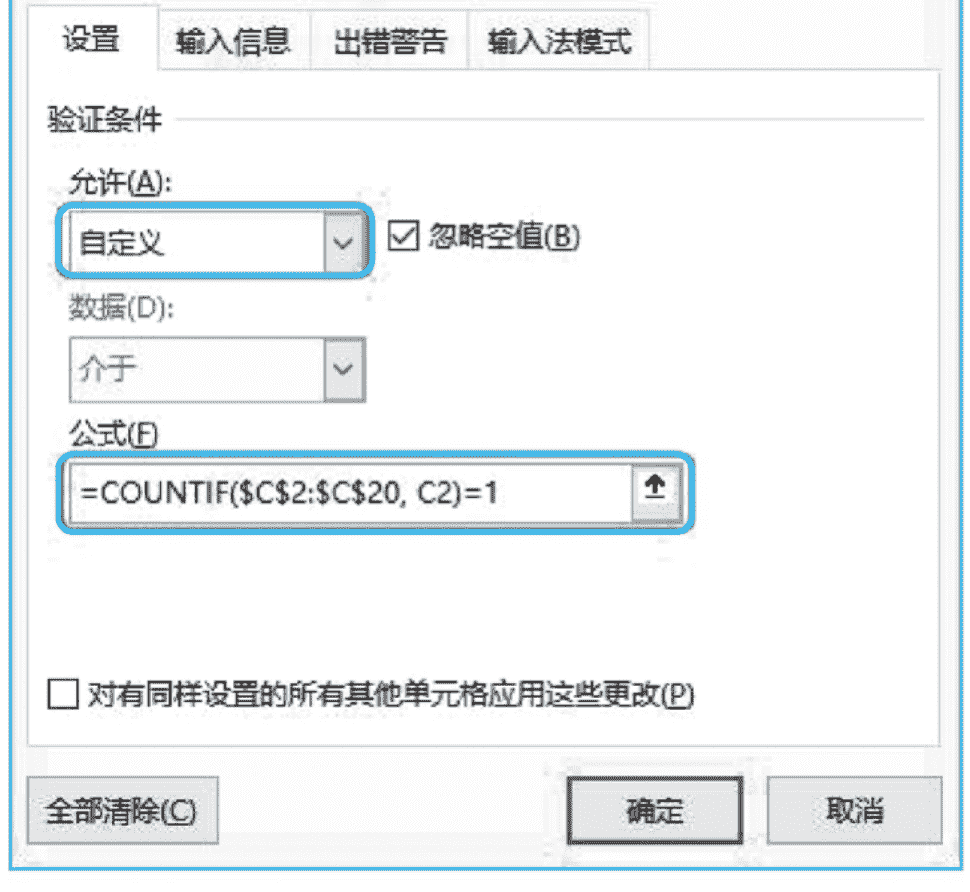 设置 输入信息 出错警告 输入法模式
验证条件
允许(A):
自定义 忽略空值(B)
数据(D):
介于
公式(F)
=COUNTIF($C$2:$C$20, C2)=1
对有同样设置的所有其他单元格应用这些更改(P)
全部清除(C) 确定 取消